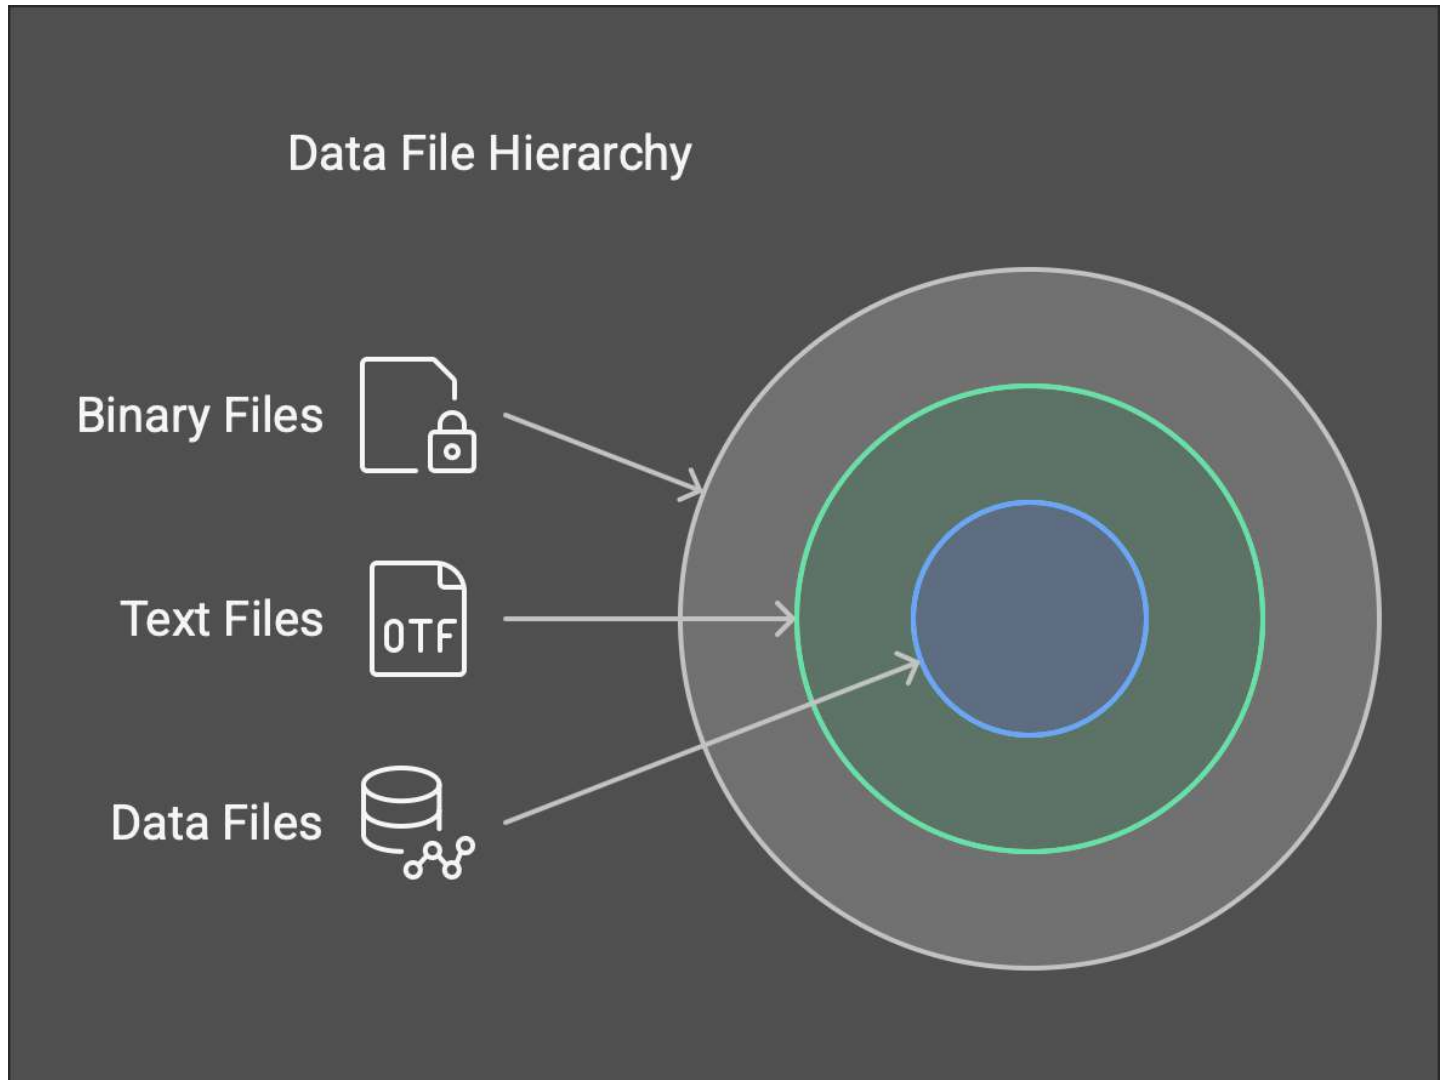 Data File Hierarchy
Binary Files
Text Files
OTF
Data Files